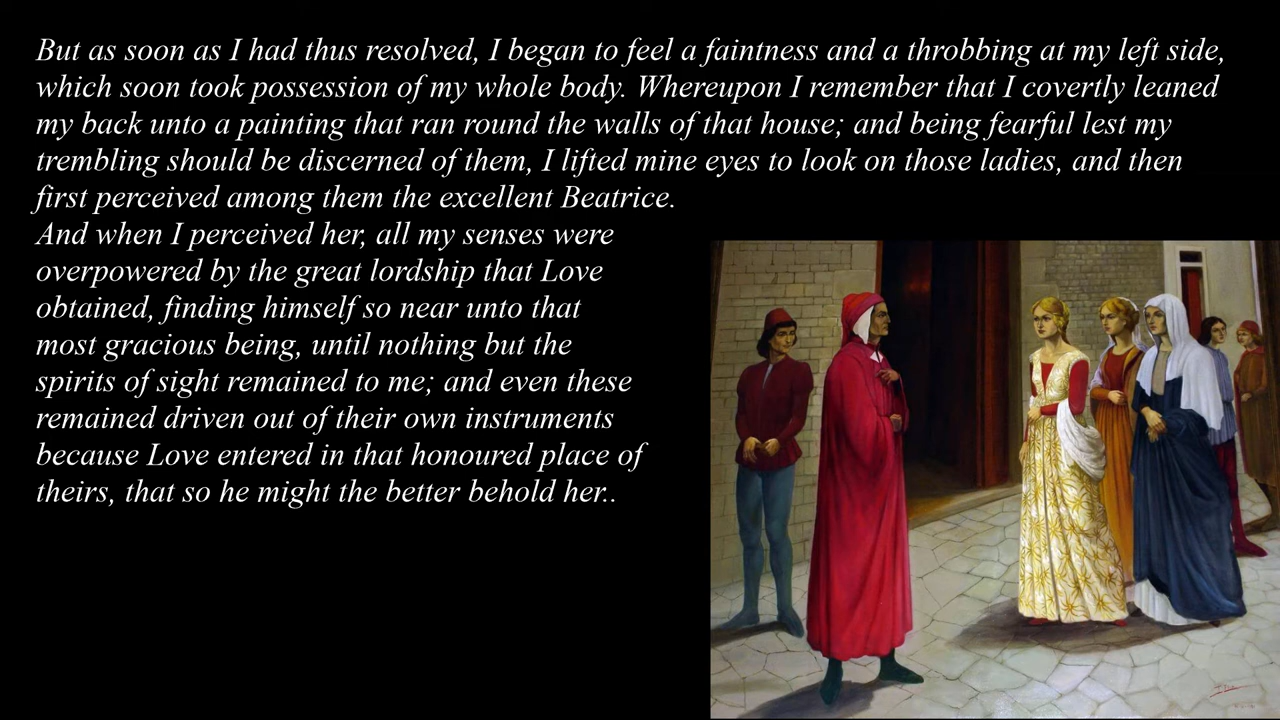 But as soon as I had thus resolved, I began to feel a faintness and a throbbing at my left side,
which soon took possession of my whole body. Whereupon I remember that I covertly leaned
my back unto a painting that ran round the walls of that house; and being fearful lest my
trembling should be discerned of them, I lifted mine eyes to look on those ladies, and then
first perceived among them the excellent Beatrice.
And when I perceived her, all my senses were
overpowered by the great lordship that Love
obtained, finding himself so near unto that
most gracious being, until nothing but the
spirits of sight remained to me; and even these
remained driven out of their own instruments
because Love entered in that honoured place of
theirs, that so he might the better behold her..